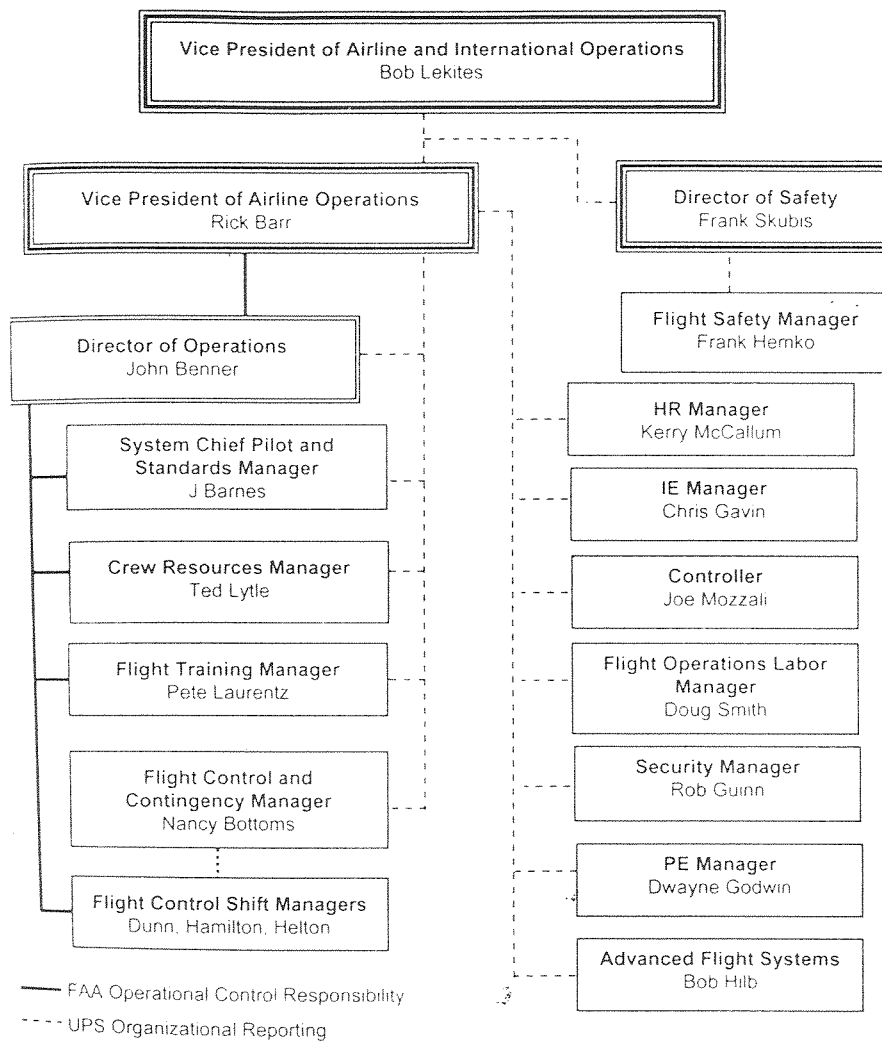 Vice President of Airline and International Operations
Bob Lekites
Vice President of Airline Operations
Rick Barr
Director of Safety
Frank Skubis
Flight Safety Manager
Frank Hemko
Director of Operations
John Benner
System Chief Pilot and
Standards Manager
J Barnes
Crew Resources Manager
Ted Lytle
Flight Training Manager
Pete Laurentz
Flight Control and
Contingency Manager
Nancy Bottoms
Flight Control Shift Managers
Dunn, Hamilton, Helton
HR Manager
Kerry McCallum
IE Manager
Chris Gavin
Controller
Joe Mozzali
Flight Operations Labor
Manager
Doug Smith
Security Manager
Rob Guinn
PE Manager
Dwayne Godwin
Advanced Flight Systems
Bob Hilb
FAA Operational Control Responsibility
UPS Organizational Reporting